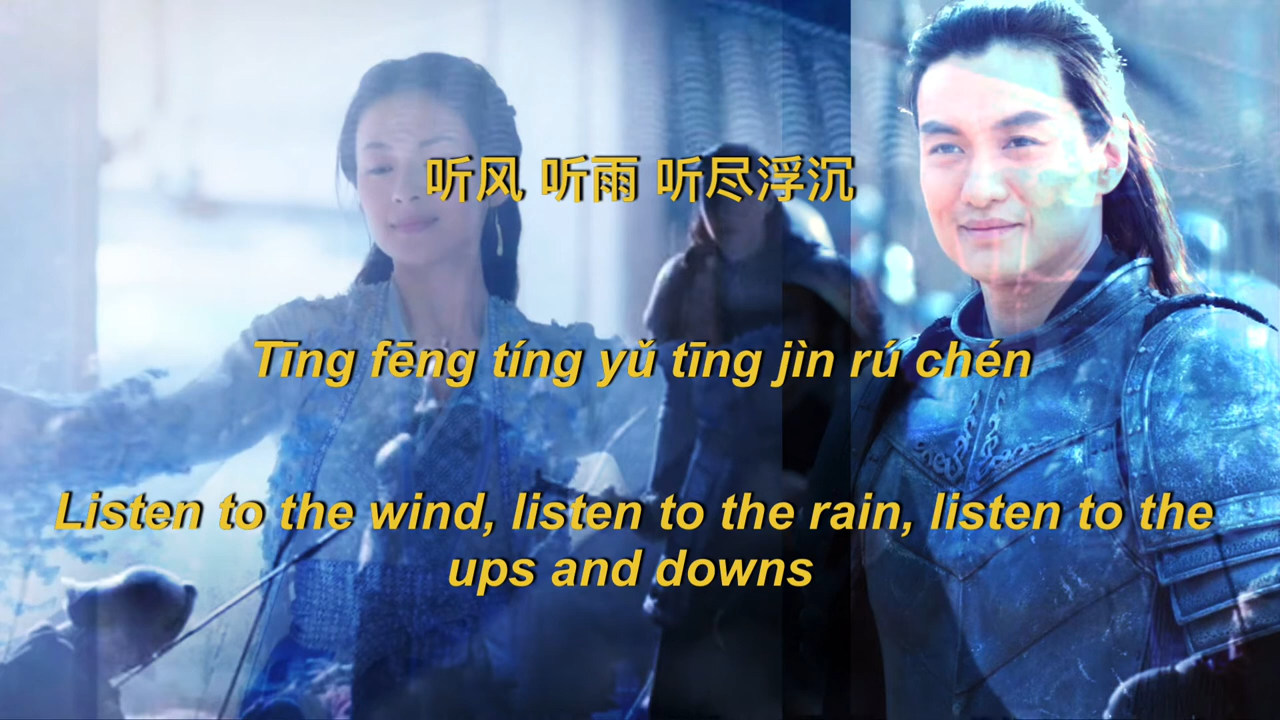 听风 听雨 听尽浮沉
Tīng fēng tíng yǔ tīng jìn rú chén
Listen to the wind, listen to the rain, listen to the
ups and downs